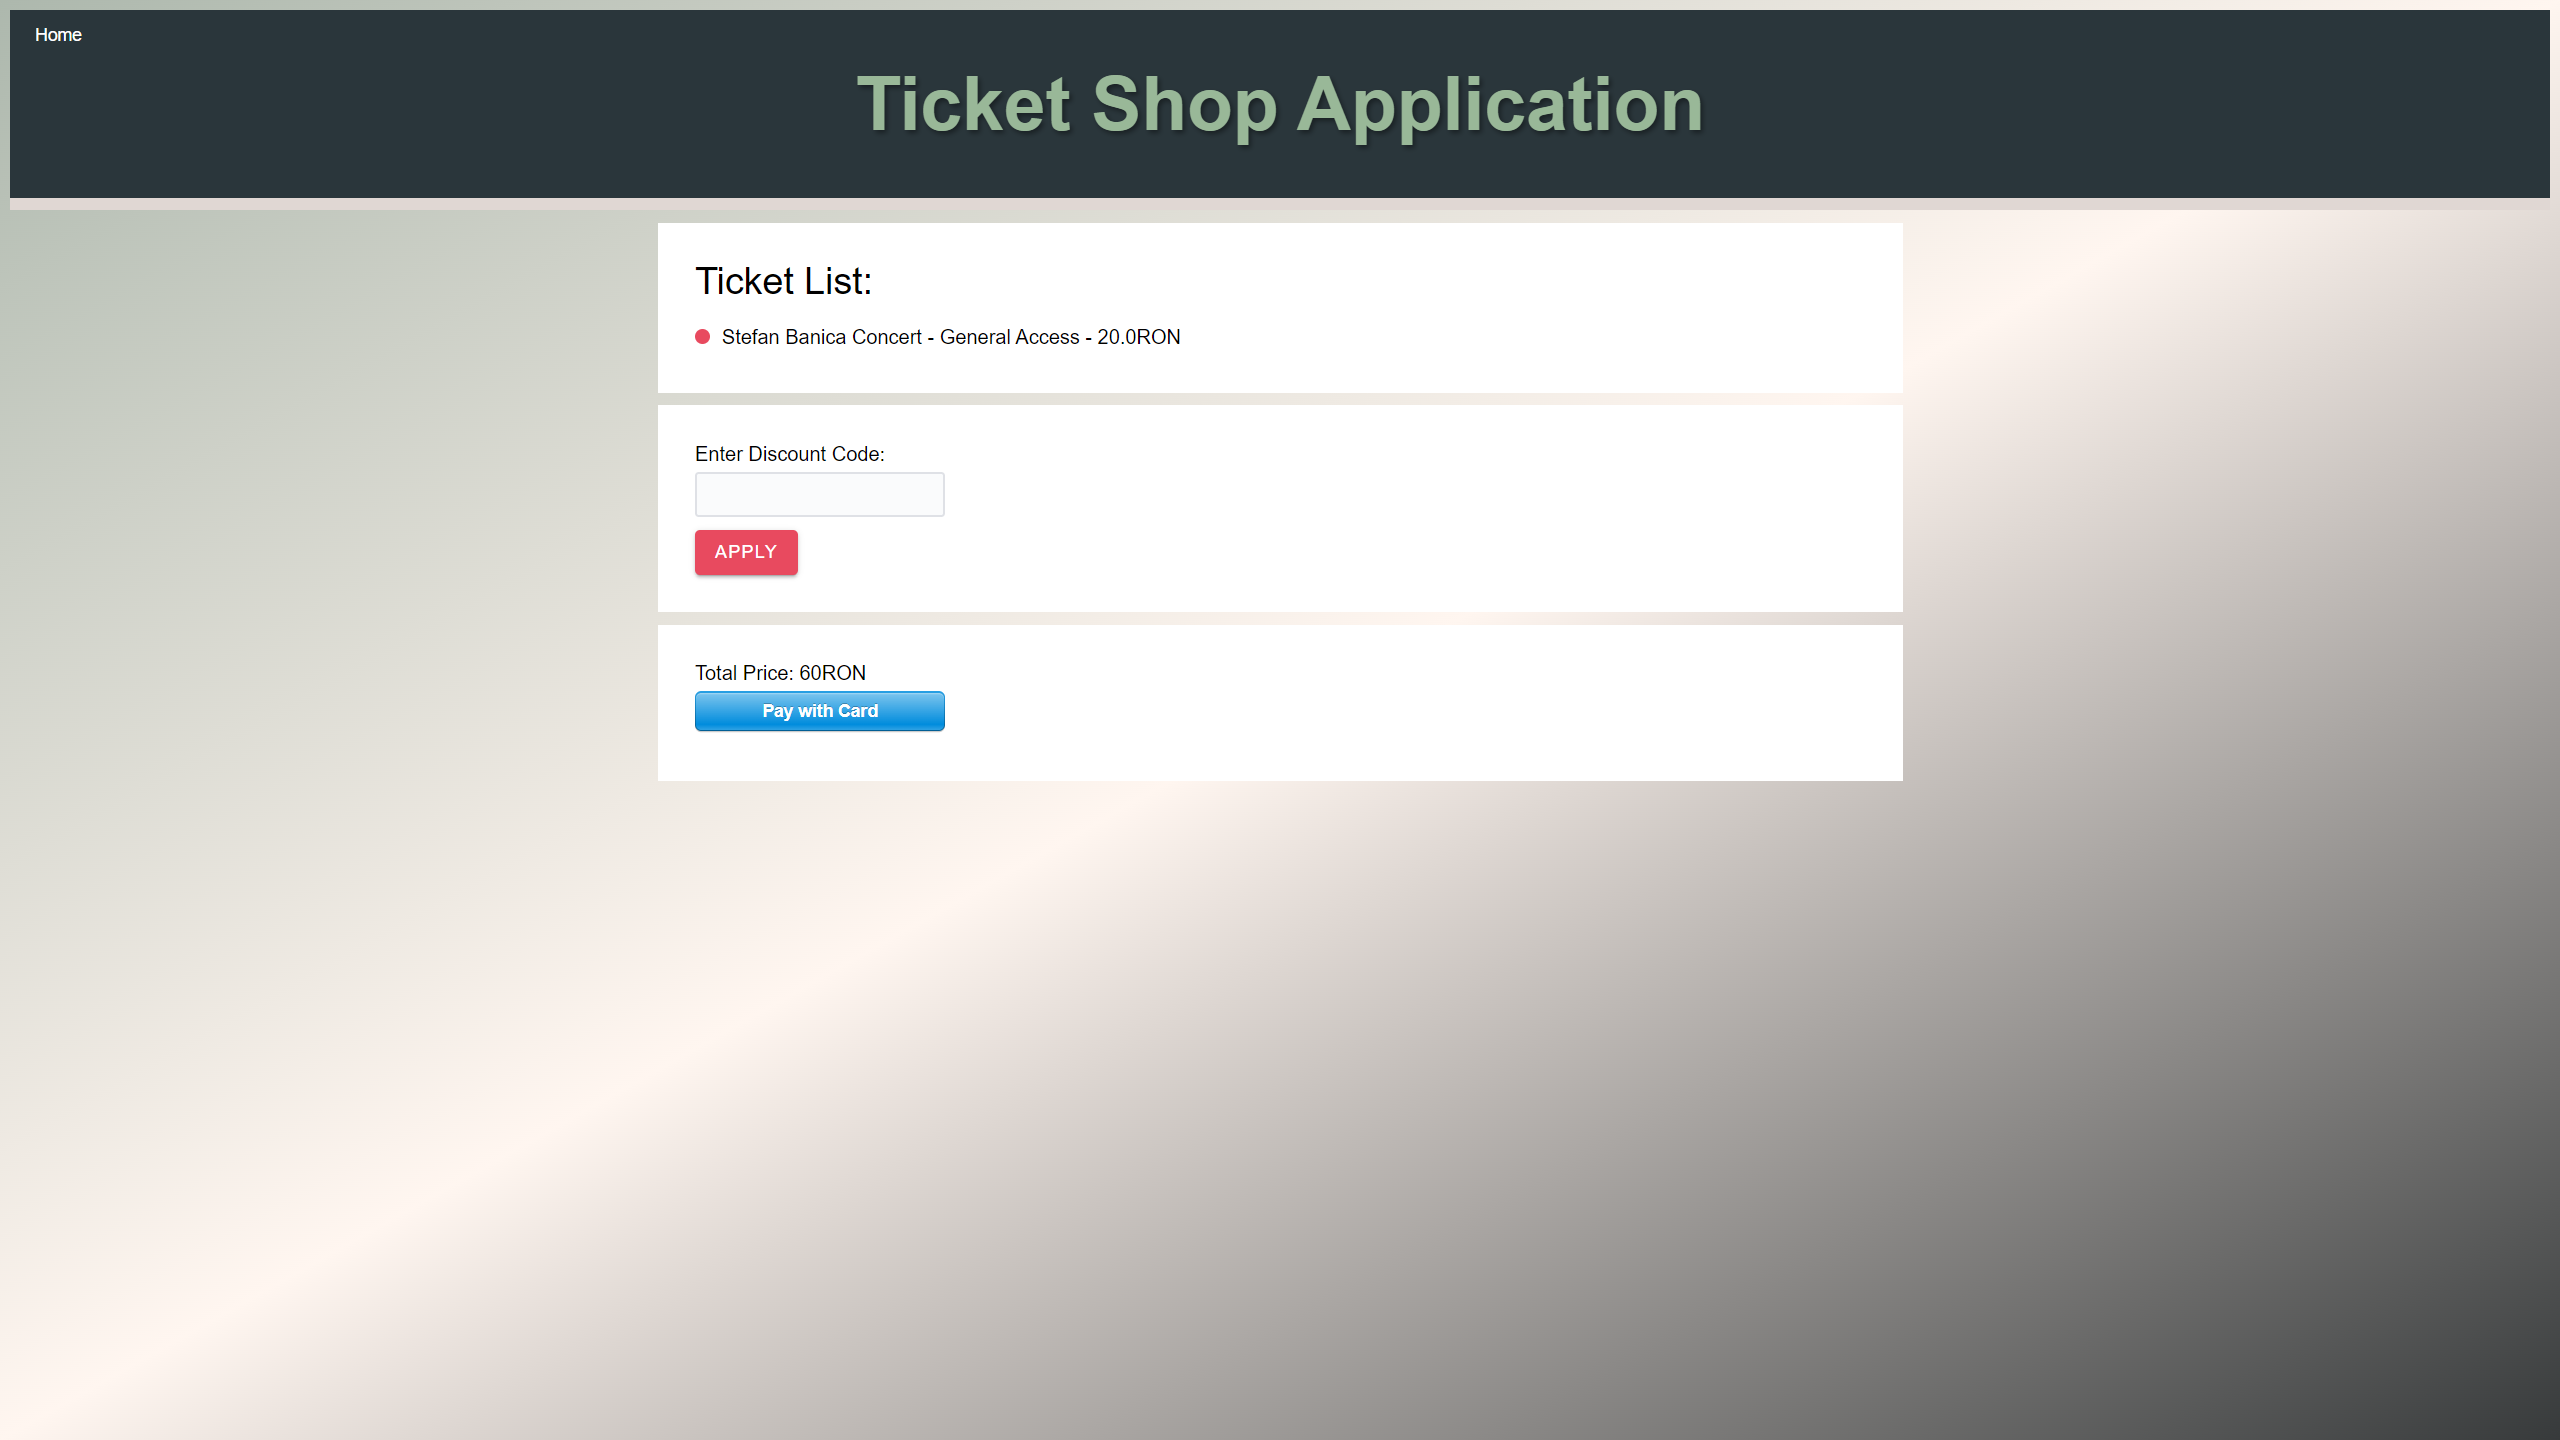 Home
Ticket Shop Application
Ticket List:
Stefan Banica Concert - General Access - 20.0RON
Enter Discount Code:
APPLY
Total Price: 60RON
Pay with Card